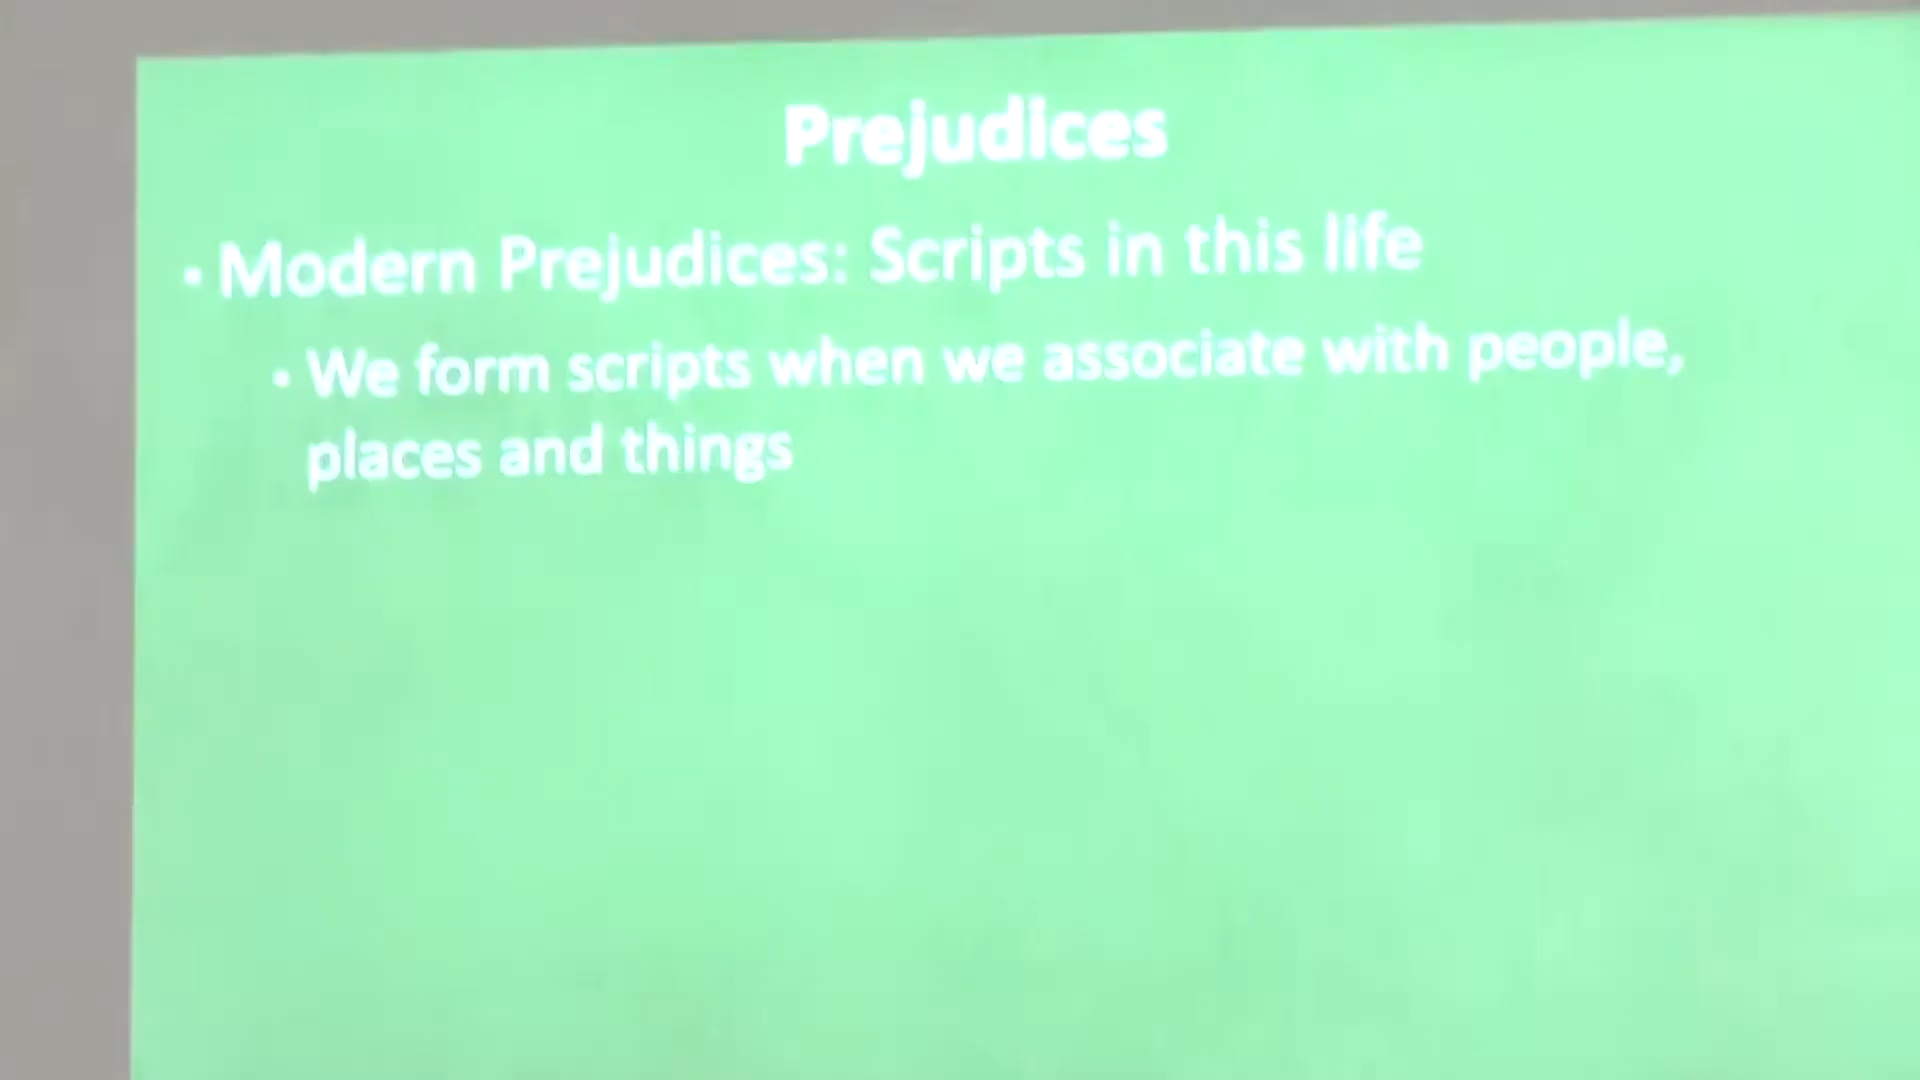 Prejudices
• Modern Prejudices: Scripts in this life
• We form scripts when we associate with people,
places and things